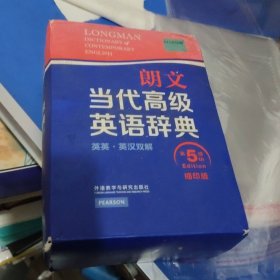 LONGMAN
DICTIONARY OF
CONTEMPORARY
ENGLISH
朗文
当代高级
英语辞典
英英·英汉双解
第5版
Edition
缩印版
外语教学与研究出版社
PEARSON